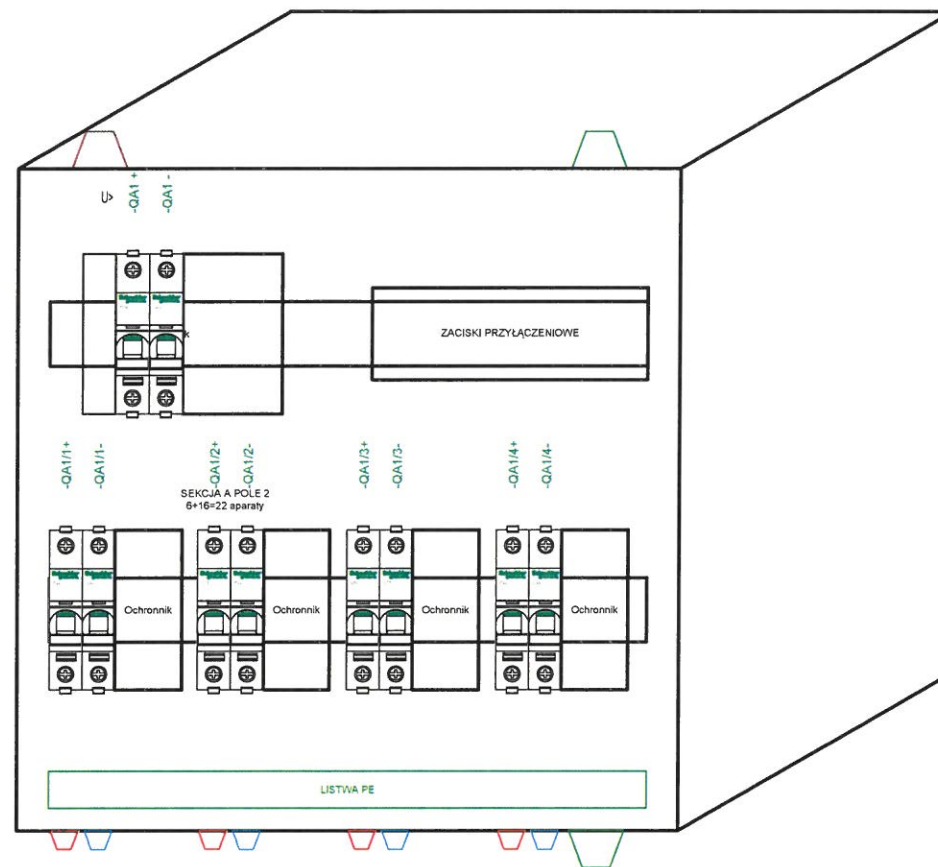 U>
-QA1 +
-QA1 -
k
ZACISKI PRZYŁĄCZENIOWE
-QA1/1+
-QA1/1-
-QA1/2+
-QA1/2-
-QA1/3+
-QA1/3-
-QA1/4+
-QA1/4-
SEKCJA A POLE 2
6+16=22 aparaty
Ochronnik
Ochronnik
Ochronnik
Ochronnik
LISTWA PE